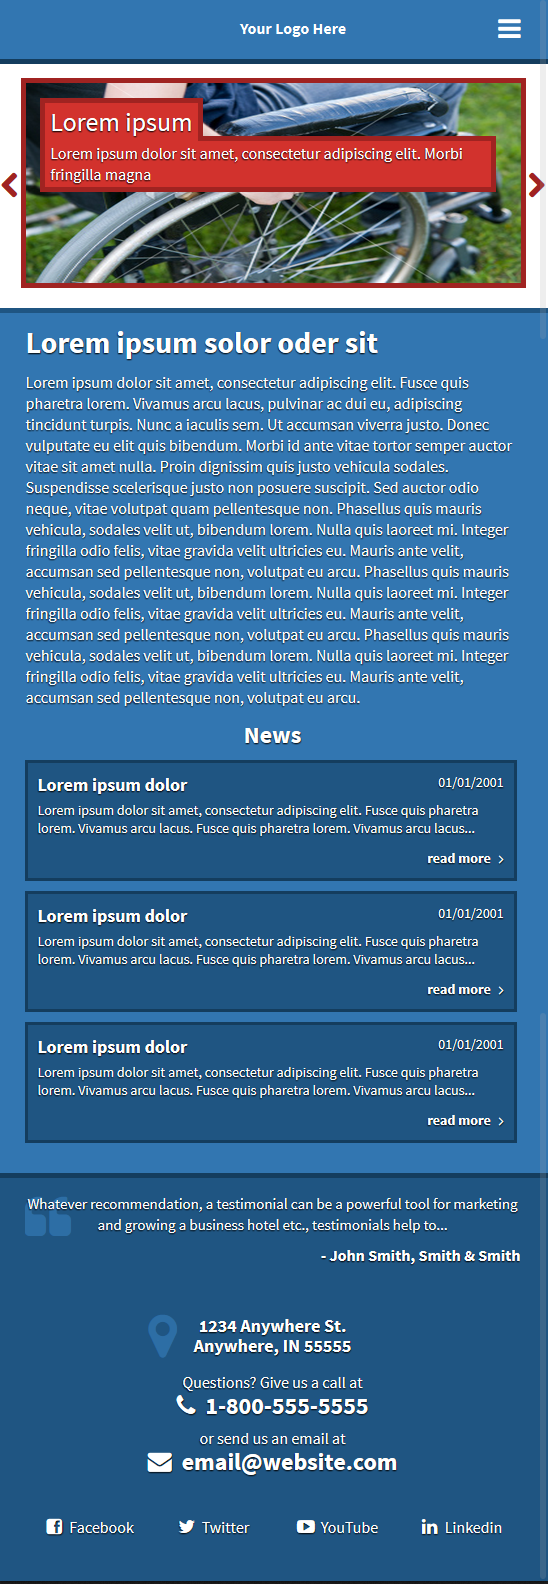 Your Logo Here
Lorem ipsum
Lorem ipsum dolor sit amet, consectetur adipiscing elit. Morbi
fringilla magna
Lorem ipsum solor oder sit
Lorem ipsum dolor sit amet, consectetur adipiscing elit. Fusce quis
pharetra lorem. Vivamus arcu lacus, pulvinar ac dui eu, adipiscing
tincidunt turpis. Nunc a iaculis sem. Ut accumsan viverra justo. Donec
vulputate eu elit quis bibendum. Morbi id ante vitae tortor semper auctor
vitae sit amet nulla. Proin dignissim quis justo vehicula sodales.
Suspendisse scelerisque justo non posuere suscipit. Sed auctor odio
neque, vitae volutpat quam pellentesque non. Phasellus quis mauris
vehicula, sodales velit ut, bibendum lorem. Nulla quis laoreet mi. Integer
fringilla odio felis, vitae gravida velit ultricies eu. Mauris ante velit,
accumsan sed pellentesque non, volutpat eu arcu. Phasellus quis mauris
vehicula, sodales velit ut, bibendum lorem. Nulla quis laoreet mi. Integer
fringilla odio felis, vitae gravida velit ultricies eu. Mauris ante velit,
accumsan sed pellentesque non, volutpat eu arcu. Phasellus quis mauris
vehicula, sodales velit ut, bibendum lorem. Nulla quis laoreet mi. Integer
fringilla odio felis, vitae gravida velit ultricies eu. Mauris ante velit,
accumsan sed pellentesque non, volutpat eu arcu.
News
Lorem ipsum dolor 01/01/2001
Lorem ipsum dolor sit amet, consectetur adipiscing elit. Fusce quis pharetra
lorem. Vivamus arcu lacus. Fusce quis pharetra lorem. Vivamus arcu lacus...
read more
Lorem ipsum dolor 01/01/2001
Lorem ipsum dolor sit amet, consectetur adipiscing elit. Fusce quis pharetra
lorem. Vivamus arcu lacus. Fusce quis pharetra lorem. Vivamus arcu lacus...
read more
Lorem ipsum dolor 01/01/2001
Lorem ipsum dolor sit amet, consectetur adipiscing elit. Fusce quis pharetra
lorem. Vivamus arcu lacus. Fusce quis pharetra lorem. Vivamus arcu lacus...
read more
Whatever recommendation, a testimonial can be a powerful tool for marketing
and growing a business hotel etc., testimonials help to...
- John Smith, Smith & Smith
1234 Anywhere St.
Anywhere, IN 55555
Questions? Give us a call at
1-800-555-5555
or send us an email at
email@website.com
Facebook Twitter YouTube Linkedin